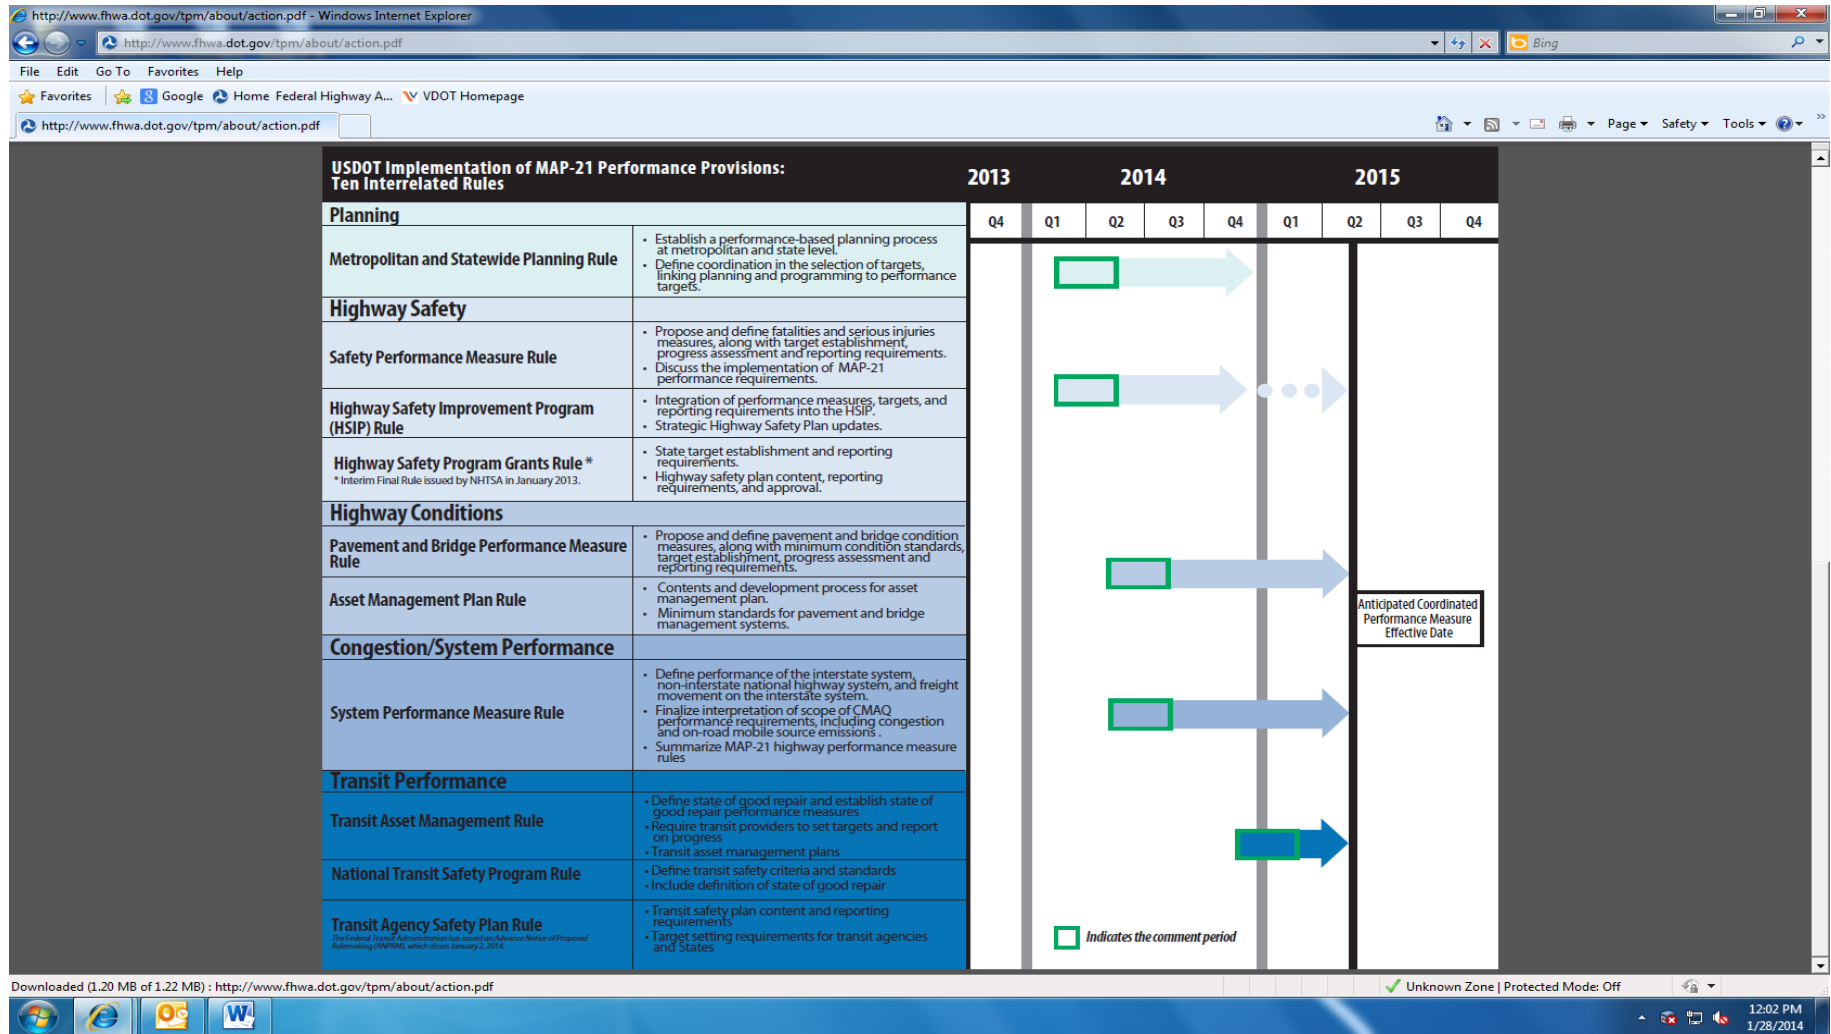 http://www.fhwa.dot.gov/tpm/about/action.pdf - Windows Internet Explorer
http://www.fhwa.dot.gov/tpm/about/action.pdf
Bing
File Edit Go To Favorites Help
Favorites Google Home Federal Highway A... VDOT Homepage
http://www.fhwa.dot.gov/tpm/about/action.pdf
Page Safety Tools
USDOT Implementation of MAP-21 Performance Provisions:
Ten Interrelated Rules
2013 2014 2015
Q4 Q1 Q2 Q3 Q4 Q1 Q2 Q3 Q4
Planning
Metropolitan and Statewide Planning Rule
• Establish a performance-based planning process
at metropolitan and state level.
• Define coordination in the selection of targets,
linking planning and programming to performance
targets.
Highway Safety
Safety Performance Measure Rule
• Propose and define fatalities and serious injuries
measures, along with target establishment,
progress assessment and reporting requirements.
• Discuss the implementation of MAP-21
performance requirements.
Highway Safety Improvement Program
(HSIP) Rule
• Integration of performance measures, targets, and
reporting requirements into the HSIP.
• Strategic Highway Safety Plan updates.
Highway Safety Program Grants Rule *
* Interim Final Rule issued by NHTSA in January 2013.
• State target establishment and reporting
requirements.
• Highway safety plan content, reporting
requirements, and approval.
Highway Conditions
Pavement and Bridge Performance Measure
Rule
• Propose and define pavement and bridge condition
measures, along with minimum condition standards,
target establishment, progress assessment and
reporting requirements.
Asset Management Plan Rule
• Contents and development process for asset
management plan.
• Minimum standards for pavement and bridge
management systems.
Anticipated Coordinated
Performance Measure
Effective Date
Congestion/System Performance
System Performance Measure Rule
• Define performance of the interstate system,
non-interstate national highway system, and freight
movement on the interstate system.
• Finalize interpretation of scope of CMAQ
performance requirements, including congestion
and on-road mobile source emissions .
• Summarize MAP-21 highway performance measure
rules
Transit Performance
Transit Asset Management Rule
• Define state of good repair and establish state of
good repair performance measures
• Require transit providers to set targets and report
on progress
• Transit asset management plans
National Transit Safety Program Rule
• Define transit safety criteria and standards
• Include definition of state of good repair
Transit Agency Safety Plan Rule
The Federal Transit Administration has issued an Advance Notice of Proposed
Rulemaking (ANPRM), which closes January 2, 2014.
• Transit safety plan content and reporting
requirements
• Target setting requirements for transit agencies
and States
Indicates the comment period
Downloaded (1.20 MB of 1.22 MB) : http://www.fhwa.dot.gov/tpm/about/action.pdf
Unknown Zone | Protected Mode: Off
12:02 PM
1/28/2014